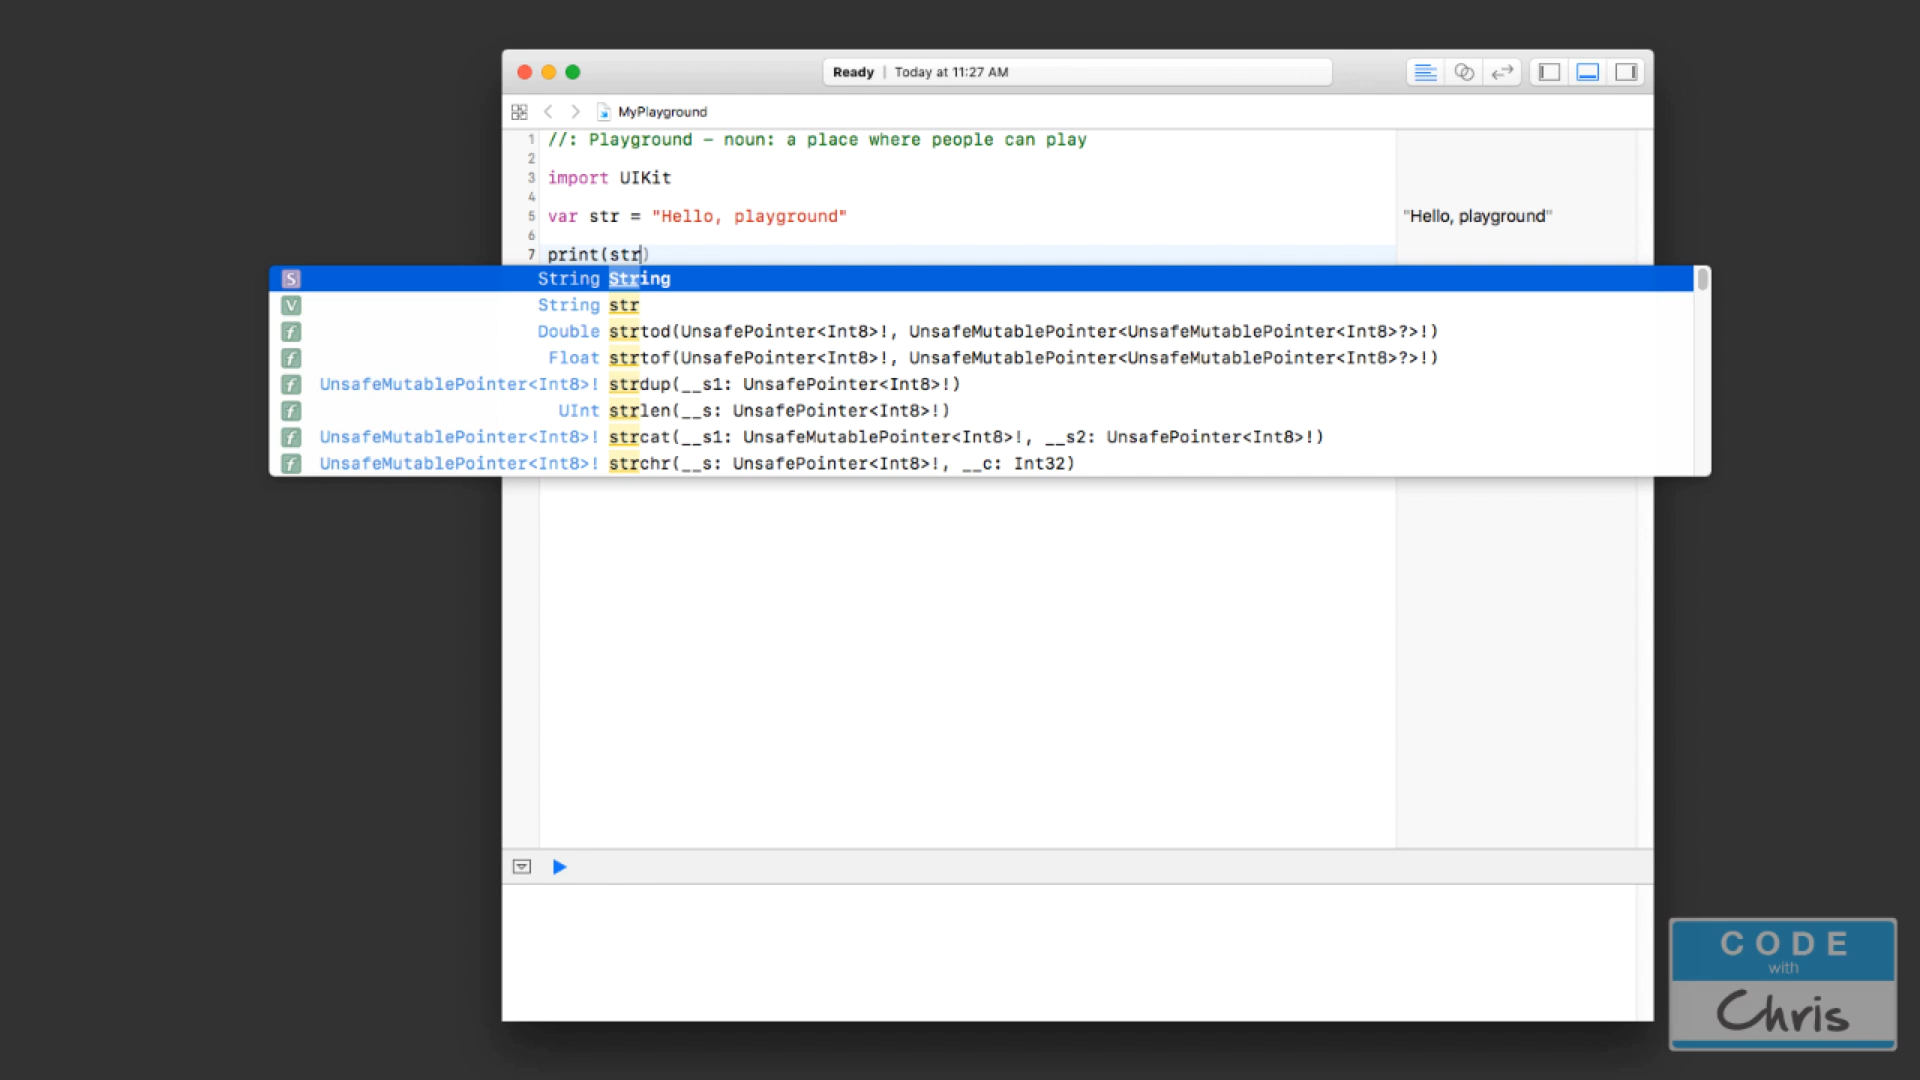 Ready | Today at 11:27 AM
MyPlayground
1 //: Playground – noun: a place where people can play
2
3 import UIKit
4
5 var str = "Hello, playground"
"Hello, playground"
6
7 print(str)
S String String
V String str
f Double strtod(UnsafePointer<Int8>!, UnsafeMutablePointer<UnsafeMutablePointer<Int8>?>!)
f Float strtof(UnsafePointer<Int8>!, UnsafeMutablePointer<UnsafeMutablePointer<Int8>?>!)
f UnsafeMutablePointer<Int8>! strdup(__s1: UnsafePointer<Int8>!)
f UInt strlen(__s: UnsafePointer<Int8>!)
f UnsafeMutablePointer<Int8>! strcat(__s1: UnsafeMutablePointer<Int8>!, __s2: UnsafePointer<Int8>!)
f UnsafeMutablePointer<Int8>! strchr(__s: UnsafePointer<Int8>!, __c: Int32)
CODE
with
Chris